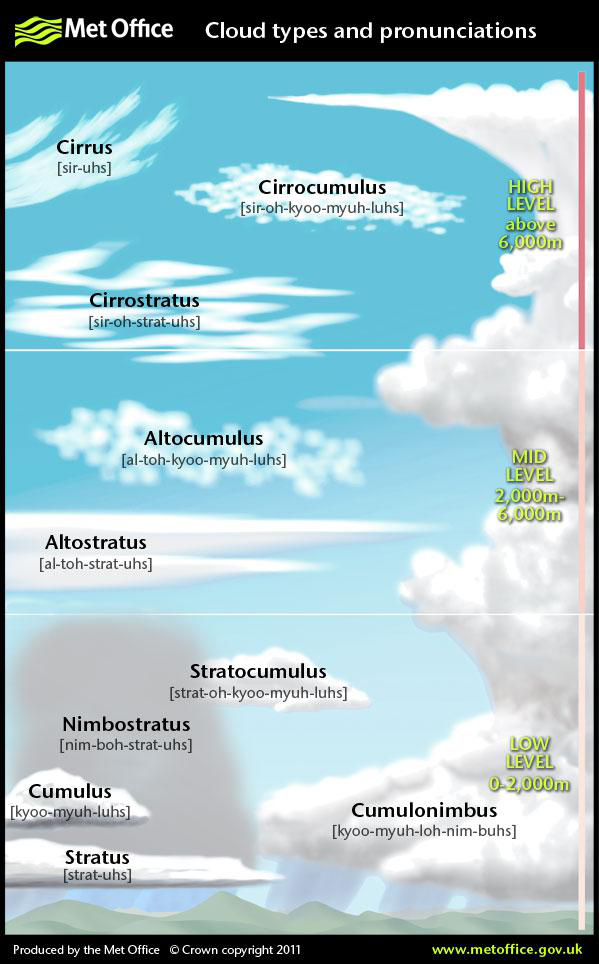 Met Office
Cloud types and pronunciations
Cirrus
[sir-uhs]
Cirrocumulus
[sir-oh-kyoo-myuh-luhs]
HIGH
LEVEL
above
6,000m
Cirrostratus
[sir-oh-strat-uhs]
Altocumulus
[al-toh-kyoo-myuh-luhs]
MID
LEVEL
2,000m-
6,000m
Altostratus
[al-toh-strat-uhs]
Stratocumulus
[strat-oh-kyoo-myuh-luhs]
Nimbostratus
[nim-boh-strat-uhs]
LOW
LEVEL
0-2,000m
Cumulus
[kyoo-myuh-luhs]
Cumulonimbus
[kyoo-myuh-loh-nim-buhs]
Stratus
[strat-uhs]
Produced by the Met Office © Crown copyright 2011
www.metoffice.gov.uk